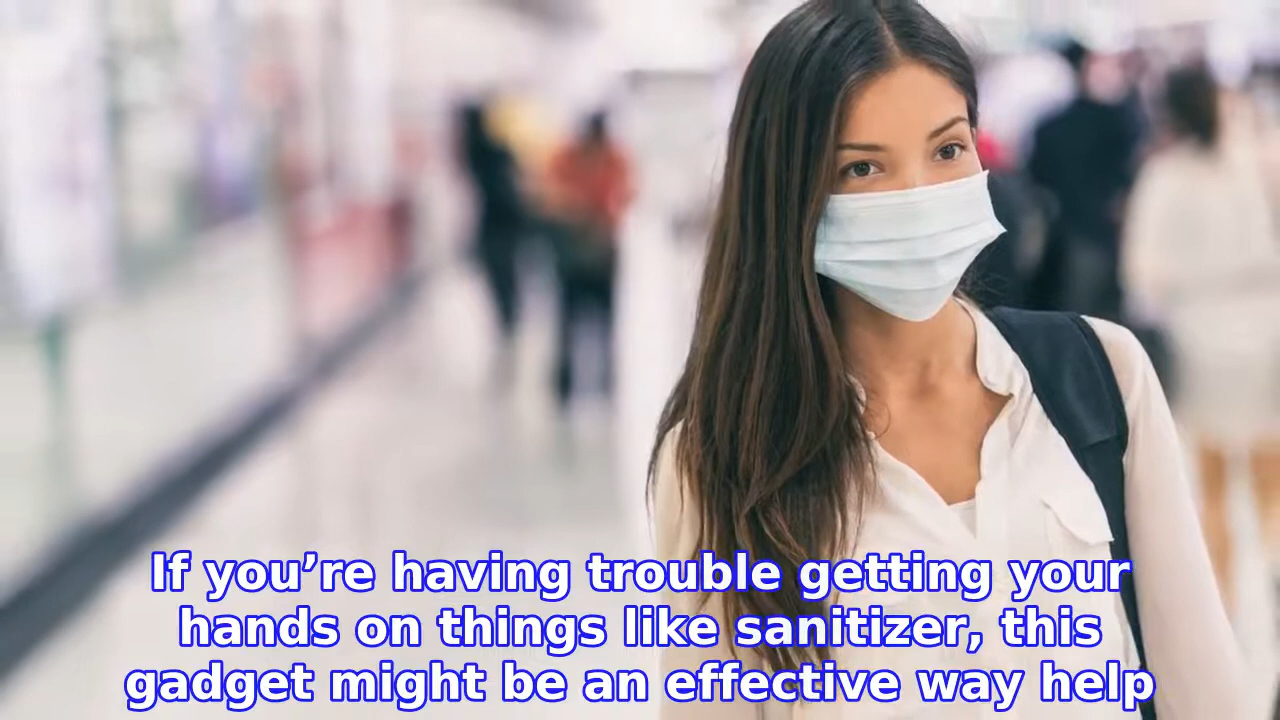 If you’re having trouble getting your
hands on things like sanitizer, this
gadget might be an effective way help